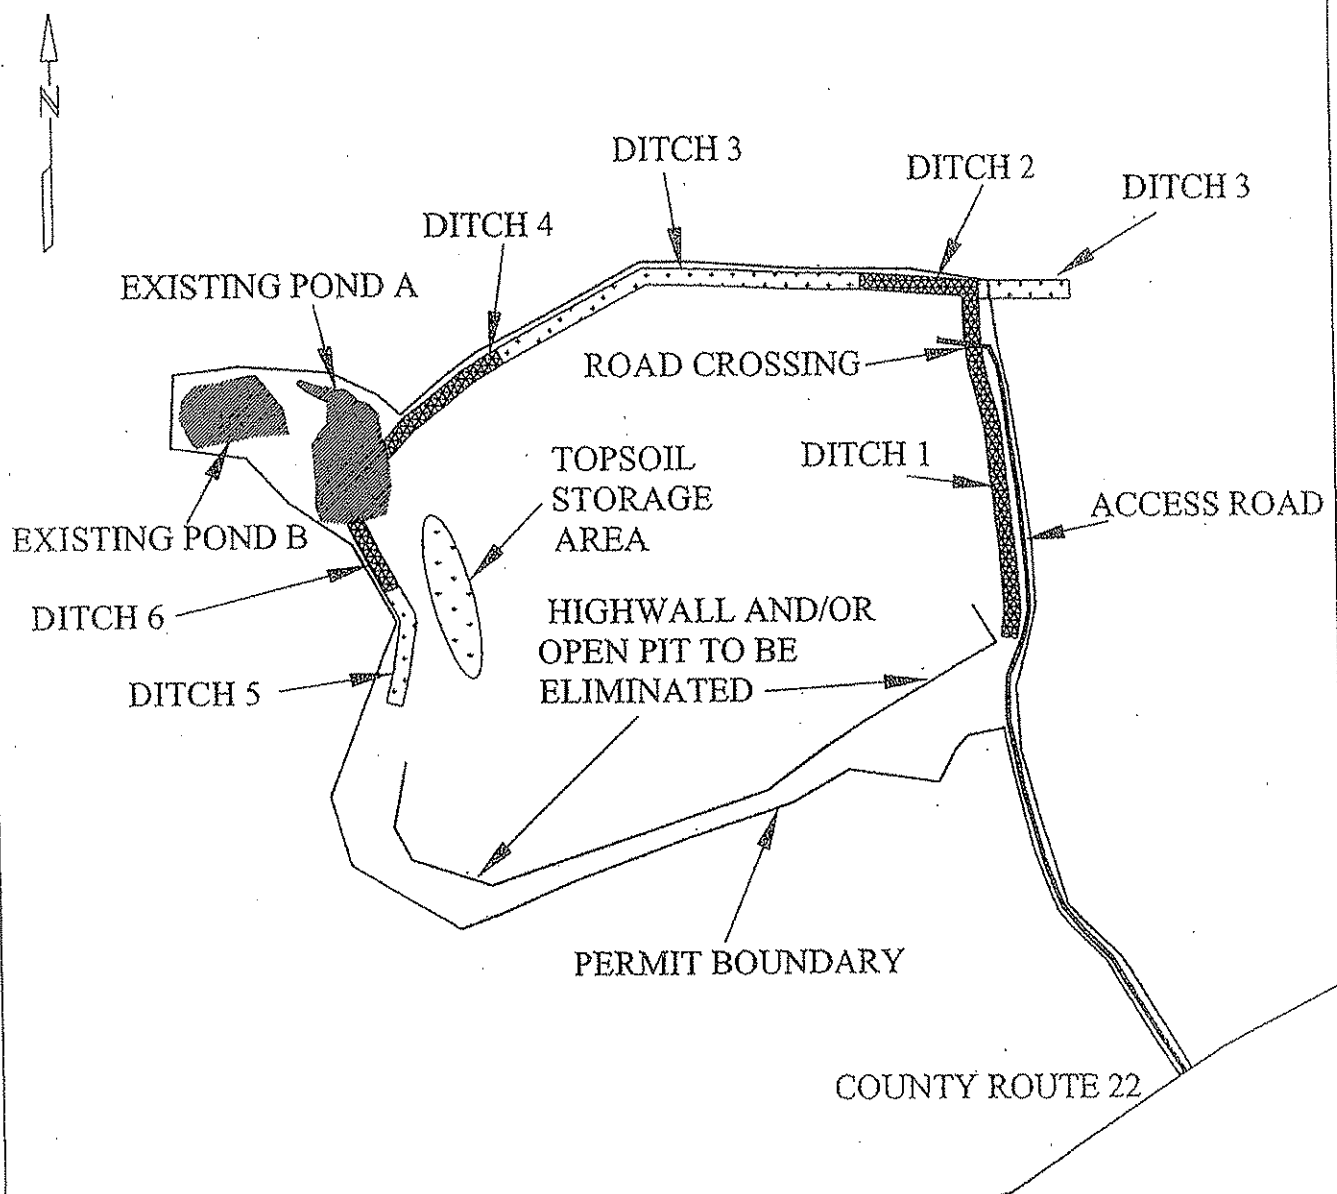 N
DITCH 3
DITCH 2
DITCH 3
DITCH 4
EXISTING POND A
ROAD CROSSING
TOPSOIL
STORAGE
AREA
DITCH 1
ACCESS ROAD
EXISTING POND B
DITCH 6
HIGHWALL AND/OR
OPEN PIT TO BE
ELIMINATED
DITCH 5
PERMIT BOUNDARY
COUNTY ROUTE 22